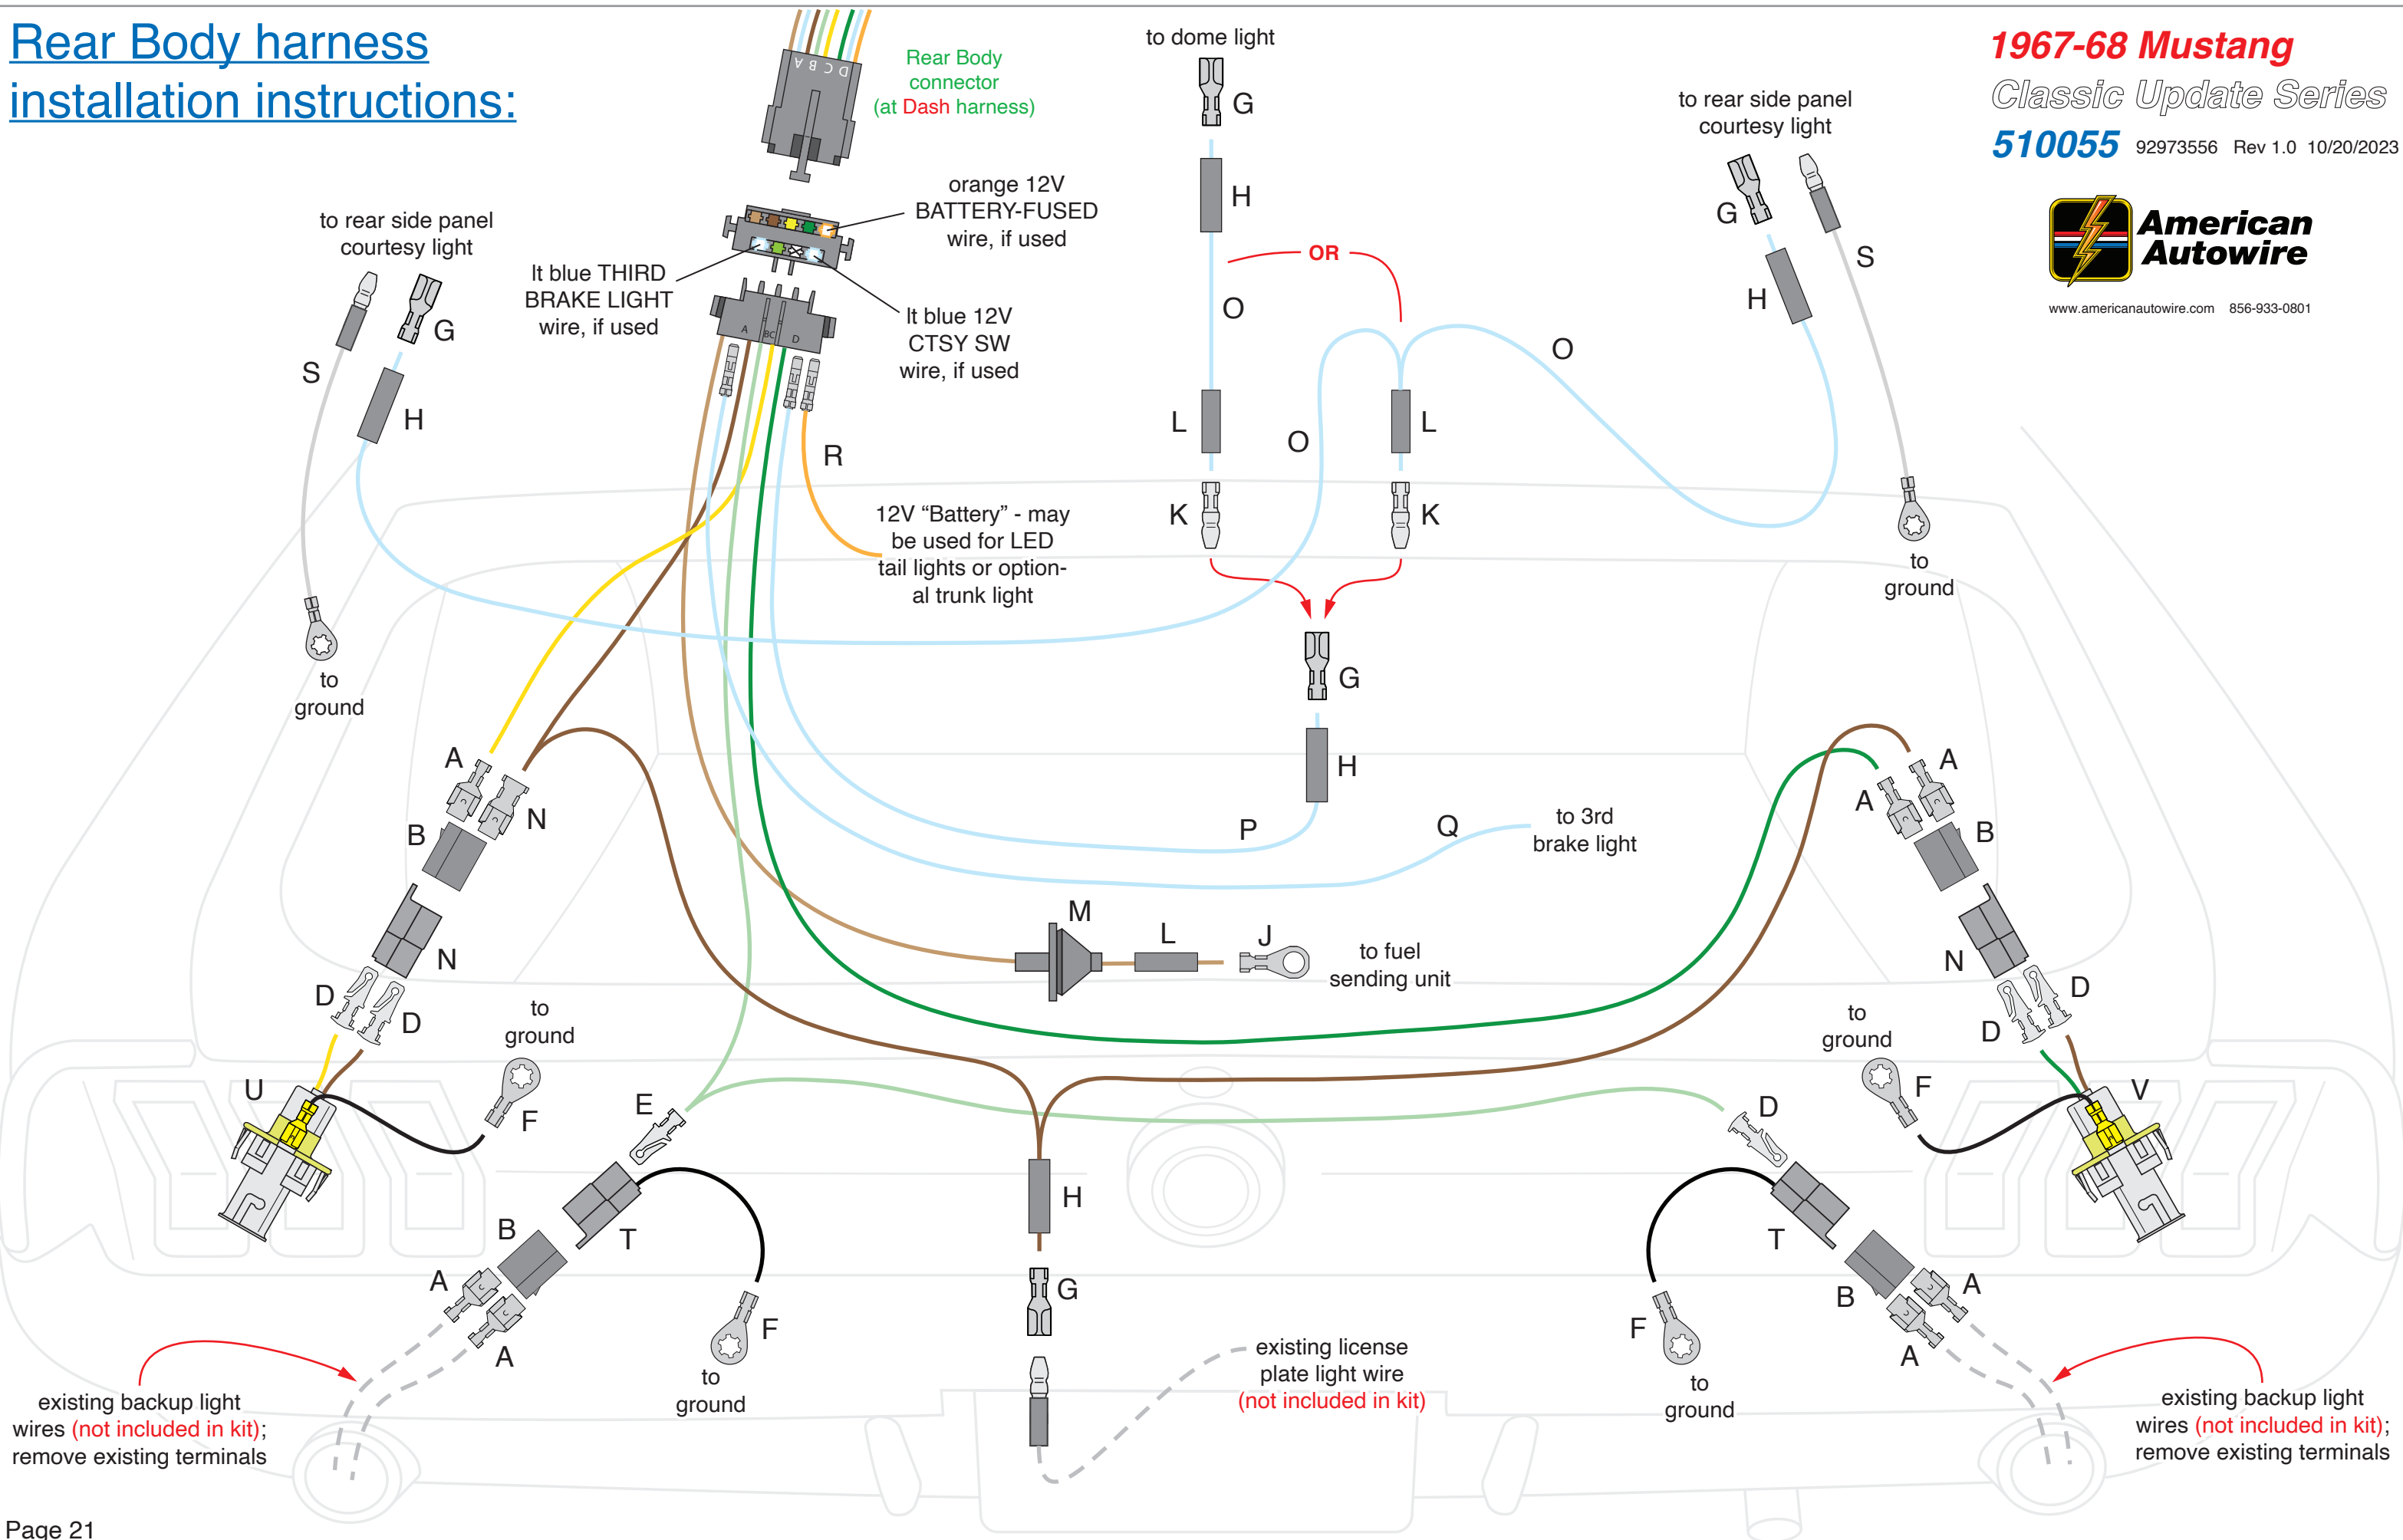 Rear Body harness
installation instructions:
A B C D
Rear Body
connector
(at Dash harness)
to dome light
G
H
O
L
K
OR
O
L
K
O
G
H
P
Q
to 3rd
brake light
to rear side panel
courtesy light
G
H
S
to
ground
1967-68 Mustang
Classic Update Series
510055 92973556 Rev 1.0 10/20/2023
American
Autowire
www.americanautowire.com 856-933-0801
orange 12V
BATTERY-FUSED
wire, if used
lt blue THIRD
BRAKE LIGHT
wire, if used
lt blue 12V
CTSY SW
wire, if used
A BC D
R
12V “Battery” - may
be used for LED
tail lights or option-
al trunk light
to rear side panel
courtesy light
S
G
H
to
ground
A
N
B
N
D
D
U
to
ground
F
E
T
B
A
A
F
to
ground
existing backup light
wires (not included in kit);
remove existing terminals
M
L
J
to fuel
sending unit
H
G
existing license
plate light wire
(not included in kit)
A
A
B
N
D
D
to
ground
F
V
D
T
B
A
A
F
to
ground
existing backup light
wires (not included in kit);
remove existing terminals
Page 21